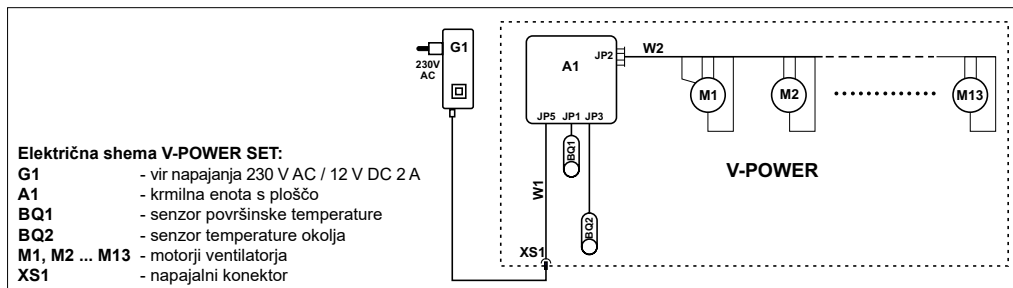 G1
230V
AC
A1
JP2
W2
JP5 JP1 JP3
M1
M2
M13
BQ1
BQ2
W1
XS1
V-POWER
Električna shema V-POWER SET:
G1 - vir napajanja 230 V AC / 12 V DC 2 A
A1 - krmilna enota s ploščo
BQ1 - senzor površinske temperature
BQ2 - senzor temperature okolja
M1, M2 ... M13 - motorji ventilatorja
XS1 - napajalni konektor